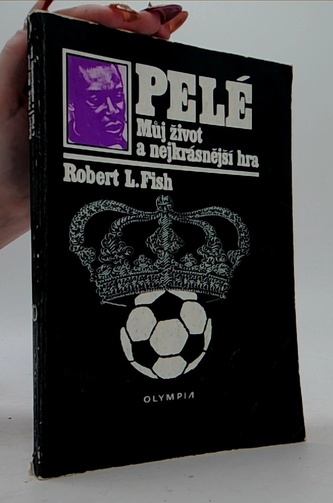 PELÉ
Můj život
a nejkrásnější hra
Robert L. Fish
OLYMPIA